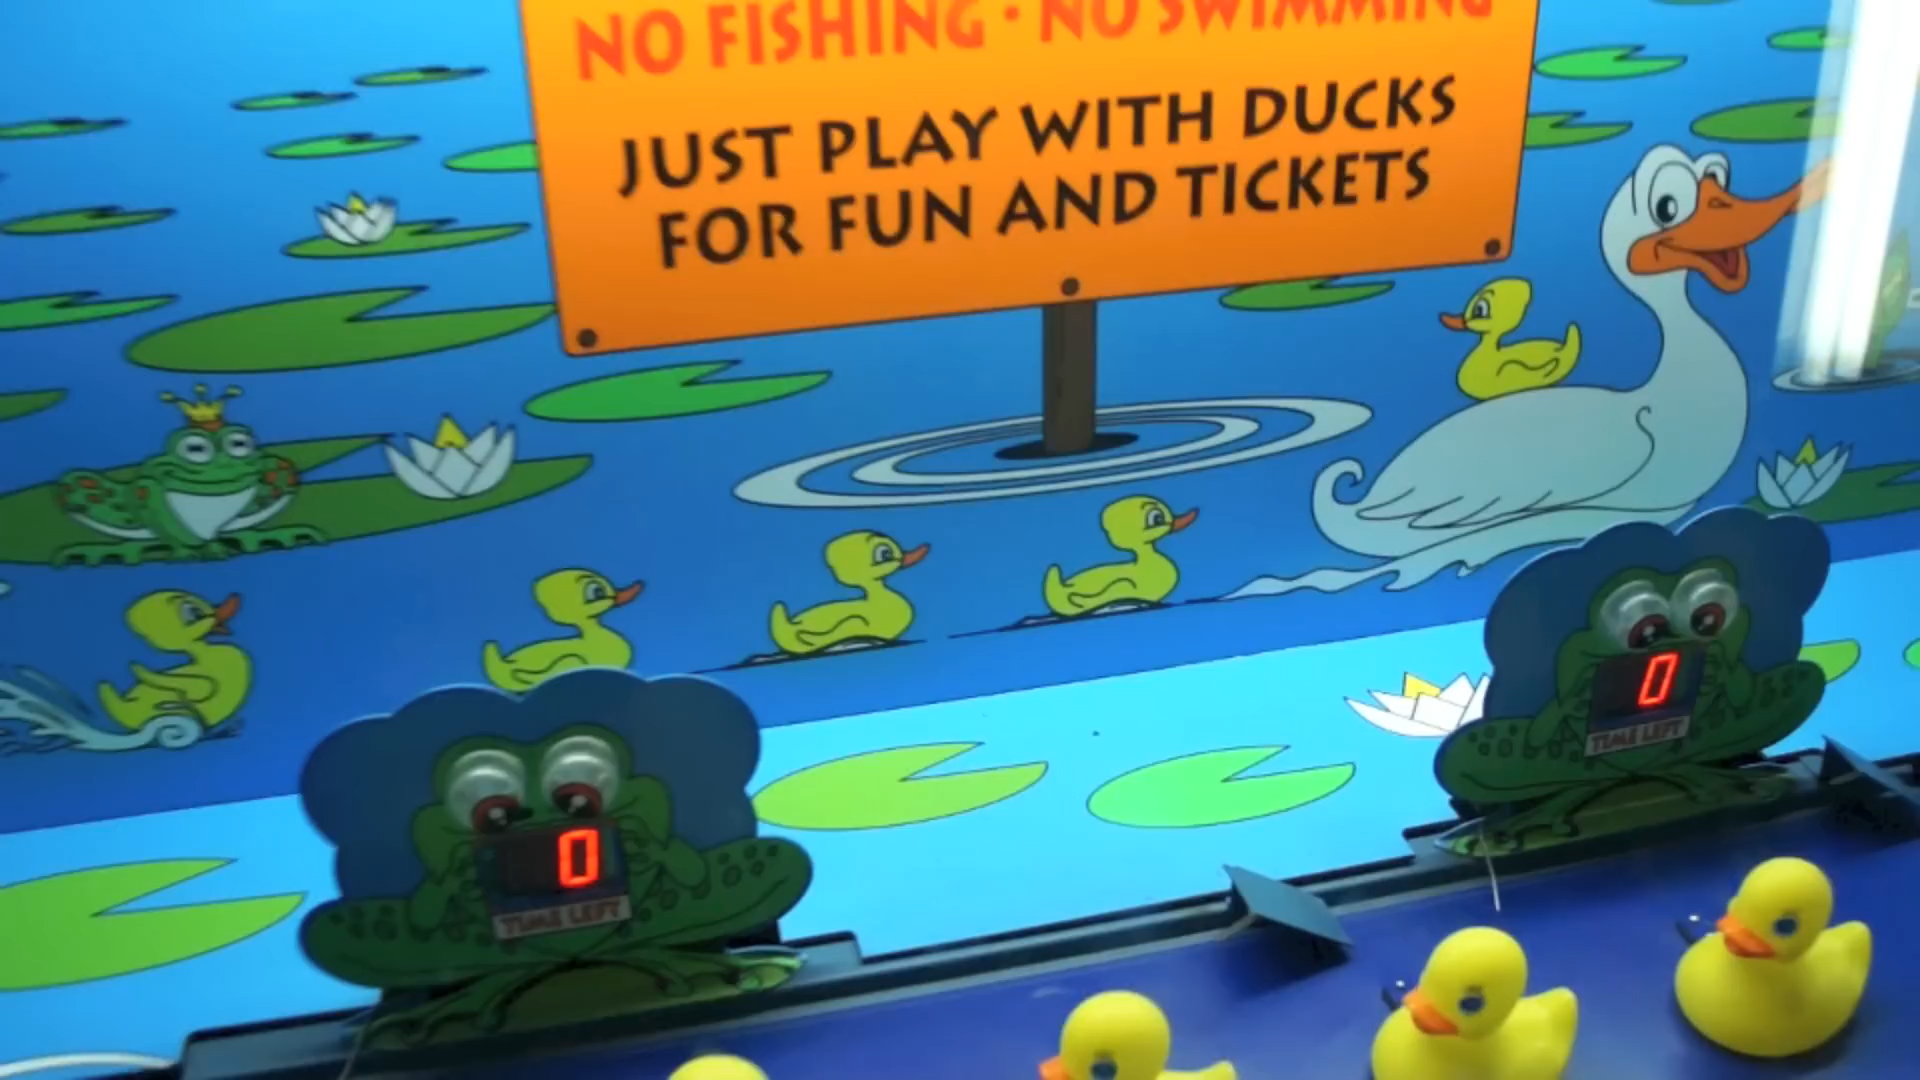 NO FISHING · NO SWIMMING
JUST PLAY WITH DUCKS
FOR FUN AND TICKETS
0
TIME LEFT
0
TIME LEFT